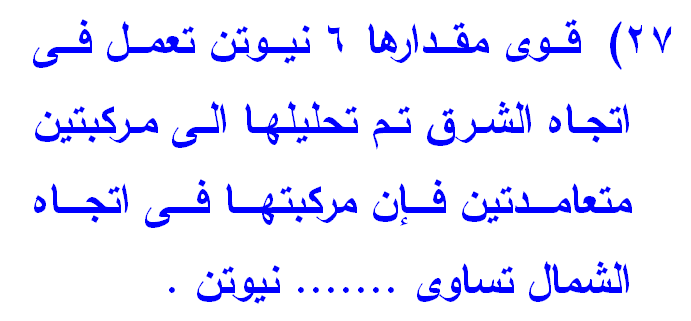 ٢٧) قوى مقدارها ٦ نيوتن تعمل فى
اتجاه الشرق تم تحليلها الى مركبتين
متعامدتين فإن مركبتها فى اتجاه
الشمال تساوى ....... نيوتن .